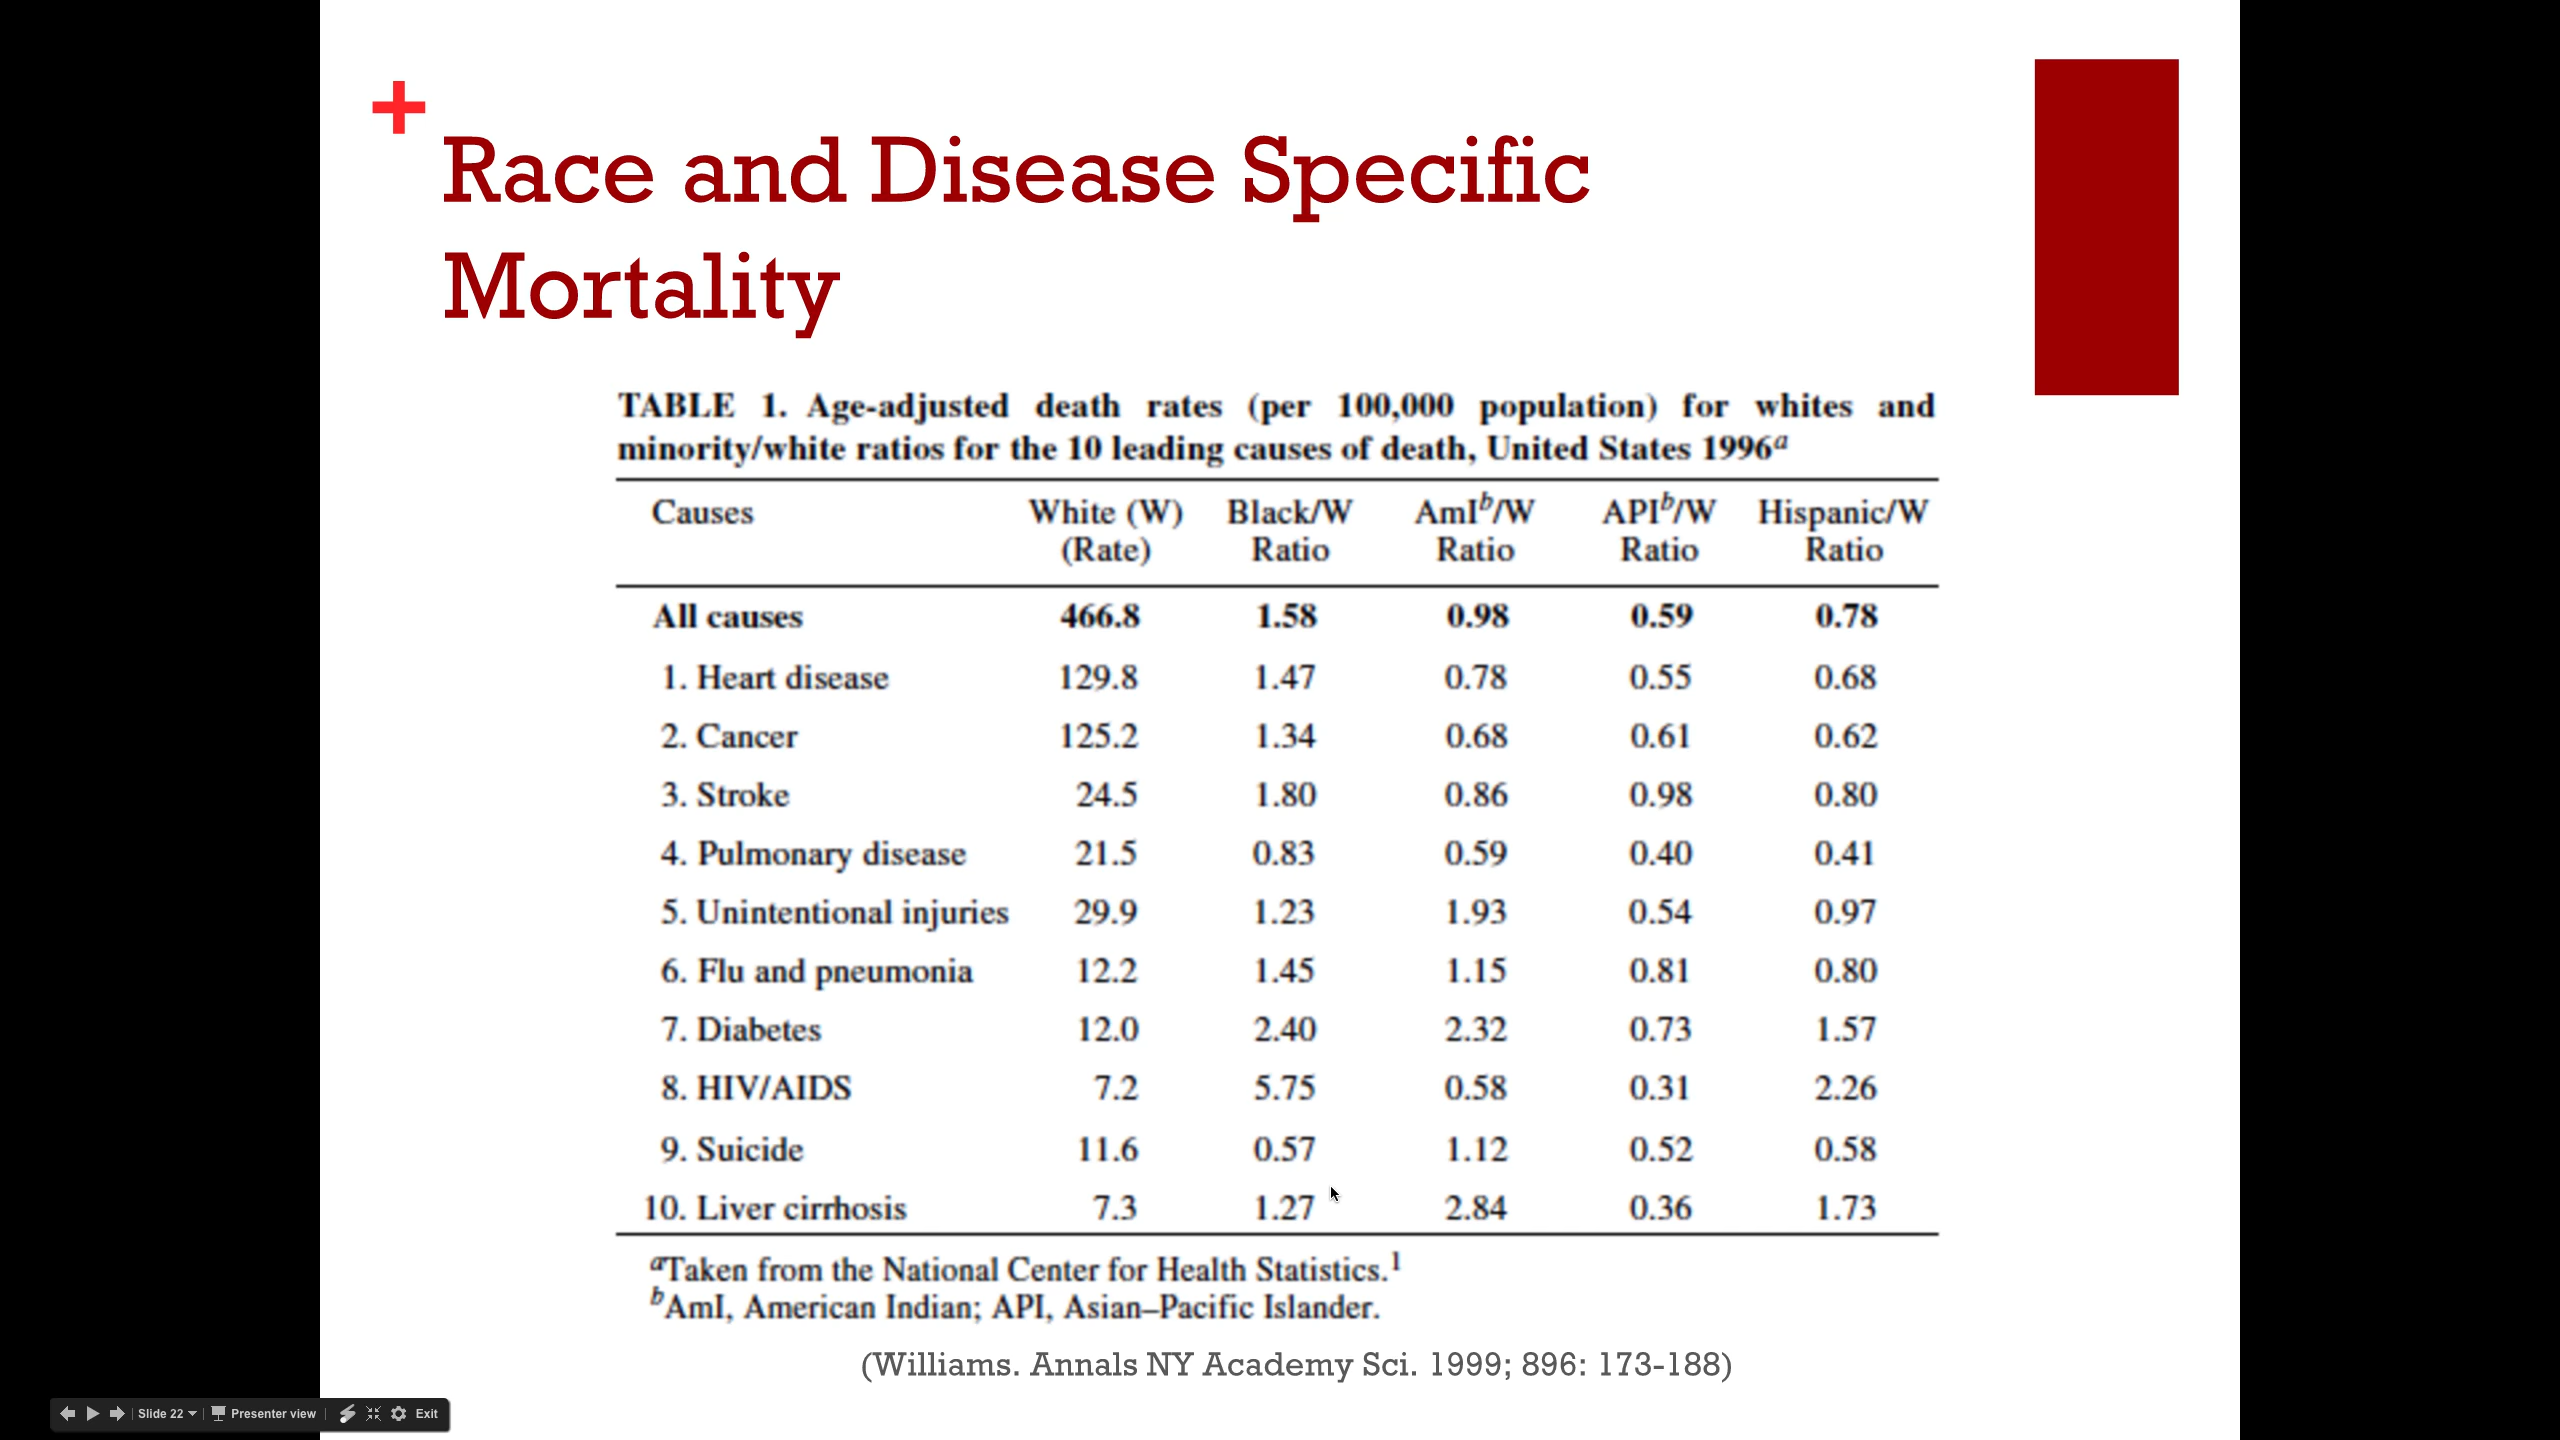 +
Race and Disease Specific
Mortality
TABLE 1. Age-adjusted death rates (per 100,000 population) for whites and
minority/white ratios for the 10 leading causes of death, United States 1996a
Causes White (W) Black/W AmIb/W APIb/W Hispanic/W
(Rate) Ratio Ratio Ratio Ratio
All causes 466.8 1.58 0.98 0.59 0.78
1. Heart disease 129.8 1.47 0.78 0.55 0.68
2. Cancer 125.2 1.34 0.68 0.61 0.62
3. Stroke 24.5 1.80 0.86 0.98 0.80
4. Pulmonary disease 21.5 0.83 0.59 0.40 0.41
5. Unintentional injuries 29.9 1.23 1.93 0.54 0.97
6. Flu and pneumonia 12.2 1.45 1.15 0.81 0.80
7. Diabetes 12.0 2.40 2.32 0.73 1.57
8. HIV/AIDS 7.2 5.75 0.58 0.31 2.26
9. Suicide 11.6 0.57 1.12 0.52 0.58
10. Liver cirrhosis 7.3 1.27 2.84 0.36 1.73
aTaken from the National Center for Health Statistics.1
bAmI, American Indian; API, Asian–Pacific Islander.
(Williams. Annals NY Academy Sci. 1999; 896: 173-188)
Slide 22 Presenter view Exit